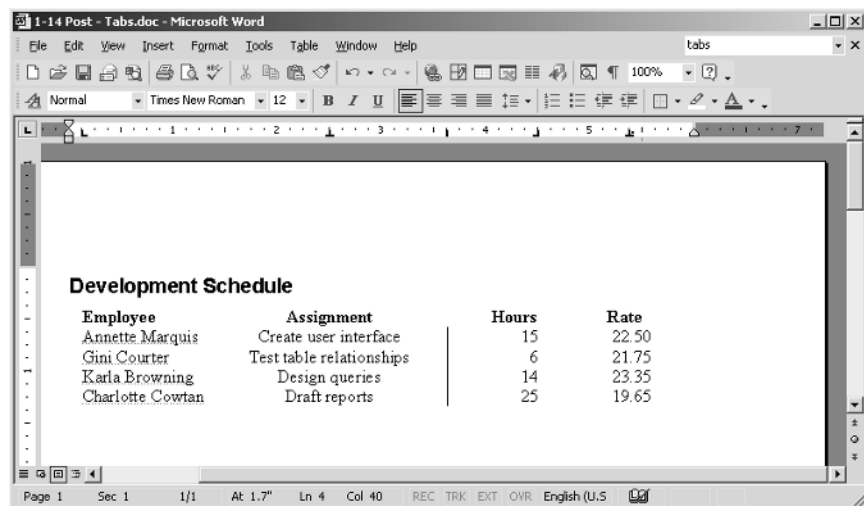 1-14 Post - Tabs.doc - Microsoft Word
File Edit View Insert Format Tools Table Window Help tabs
100%
Normal Times New Roman 12 B I U A
1 2 3 4 5 7
Development Schedule
Employee Assignment Hours Rate
Annette Marquis Create user interface 15 22.50
Gini Courter Test table relationships 6 21.75
Karla Browning Design queries 14 23.35
Charlotte Cowtan Draft reports 25 19.65
Page 1 Sec 1 1/1 At 1.7" Ln 4 Col 40 REC TRK EXT OVR English (U.S